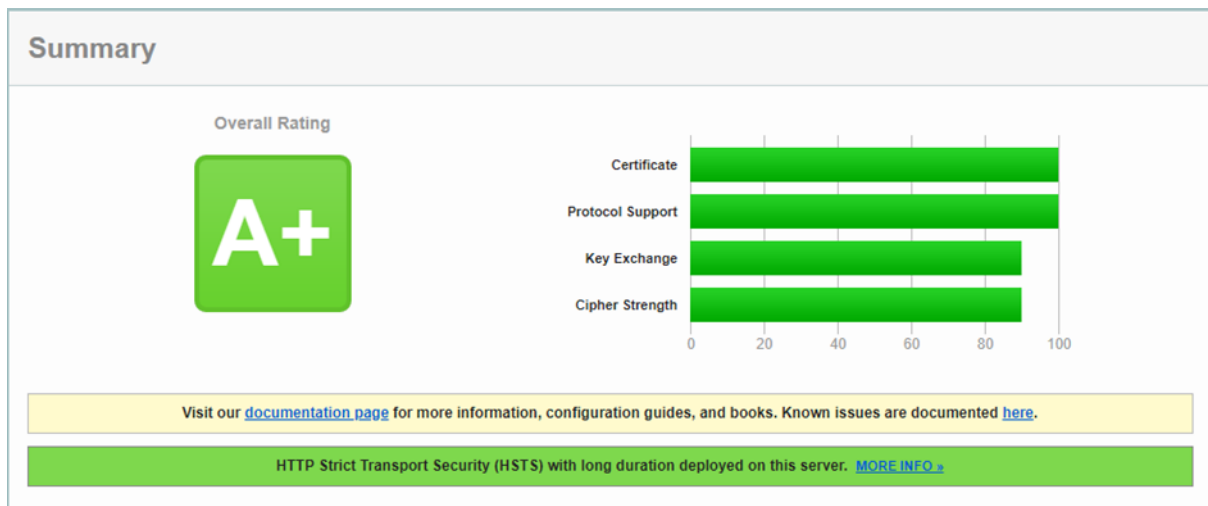 Summary
Overall Rating
A+
Certificate
Protocol Support
Key Exchange
Cipher Strength
0 20 40 60 80 100
Visit our documentation page for more information, configuration guides, and books. Known issues are documented here.
HTTP Strict Transport Security (HSTS) with long duration deployed on this server. MORE INFO »